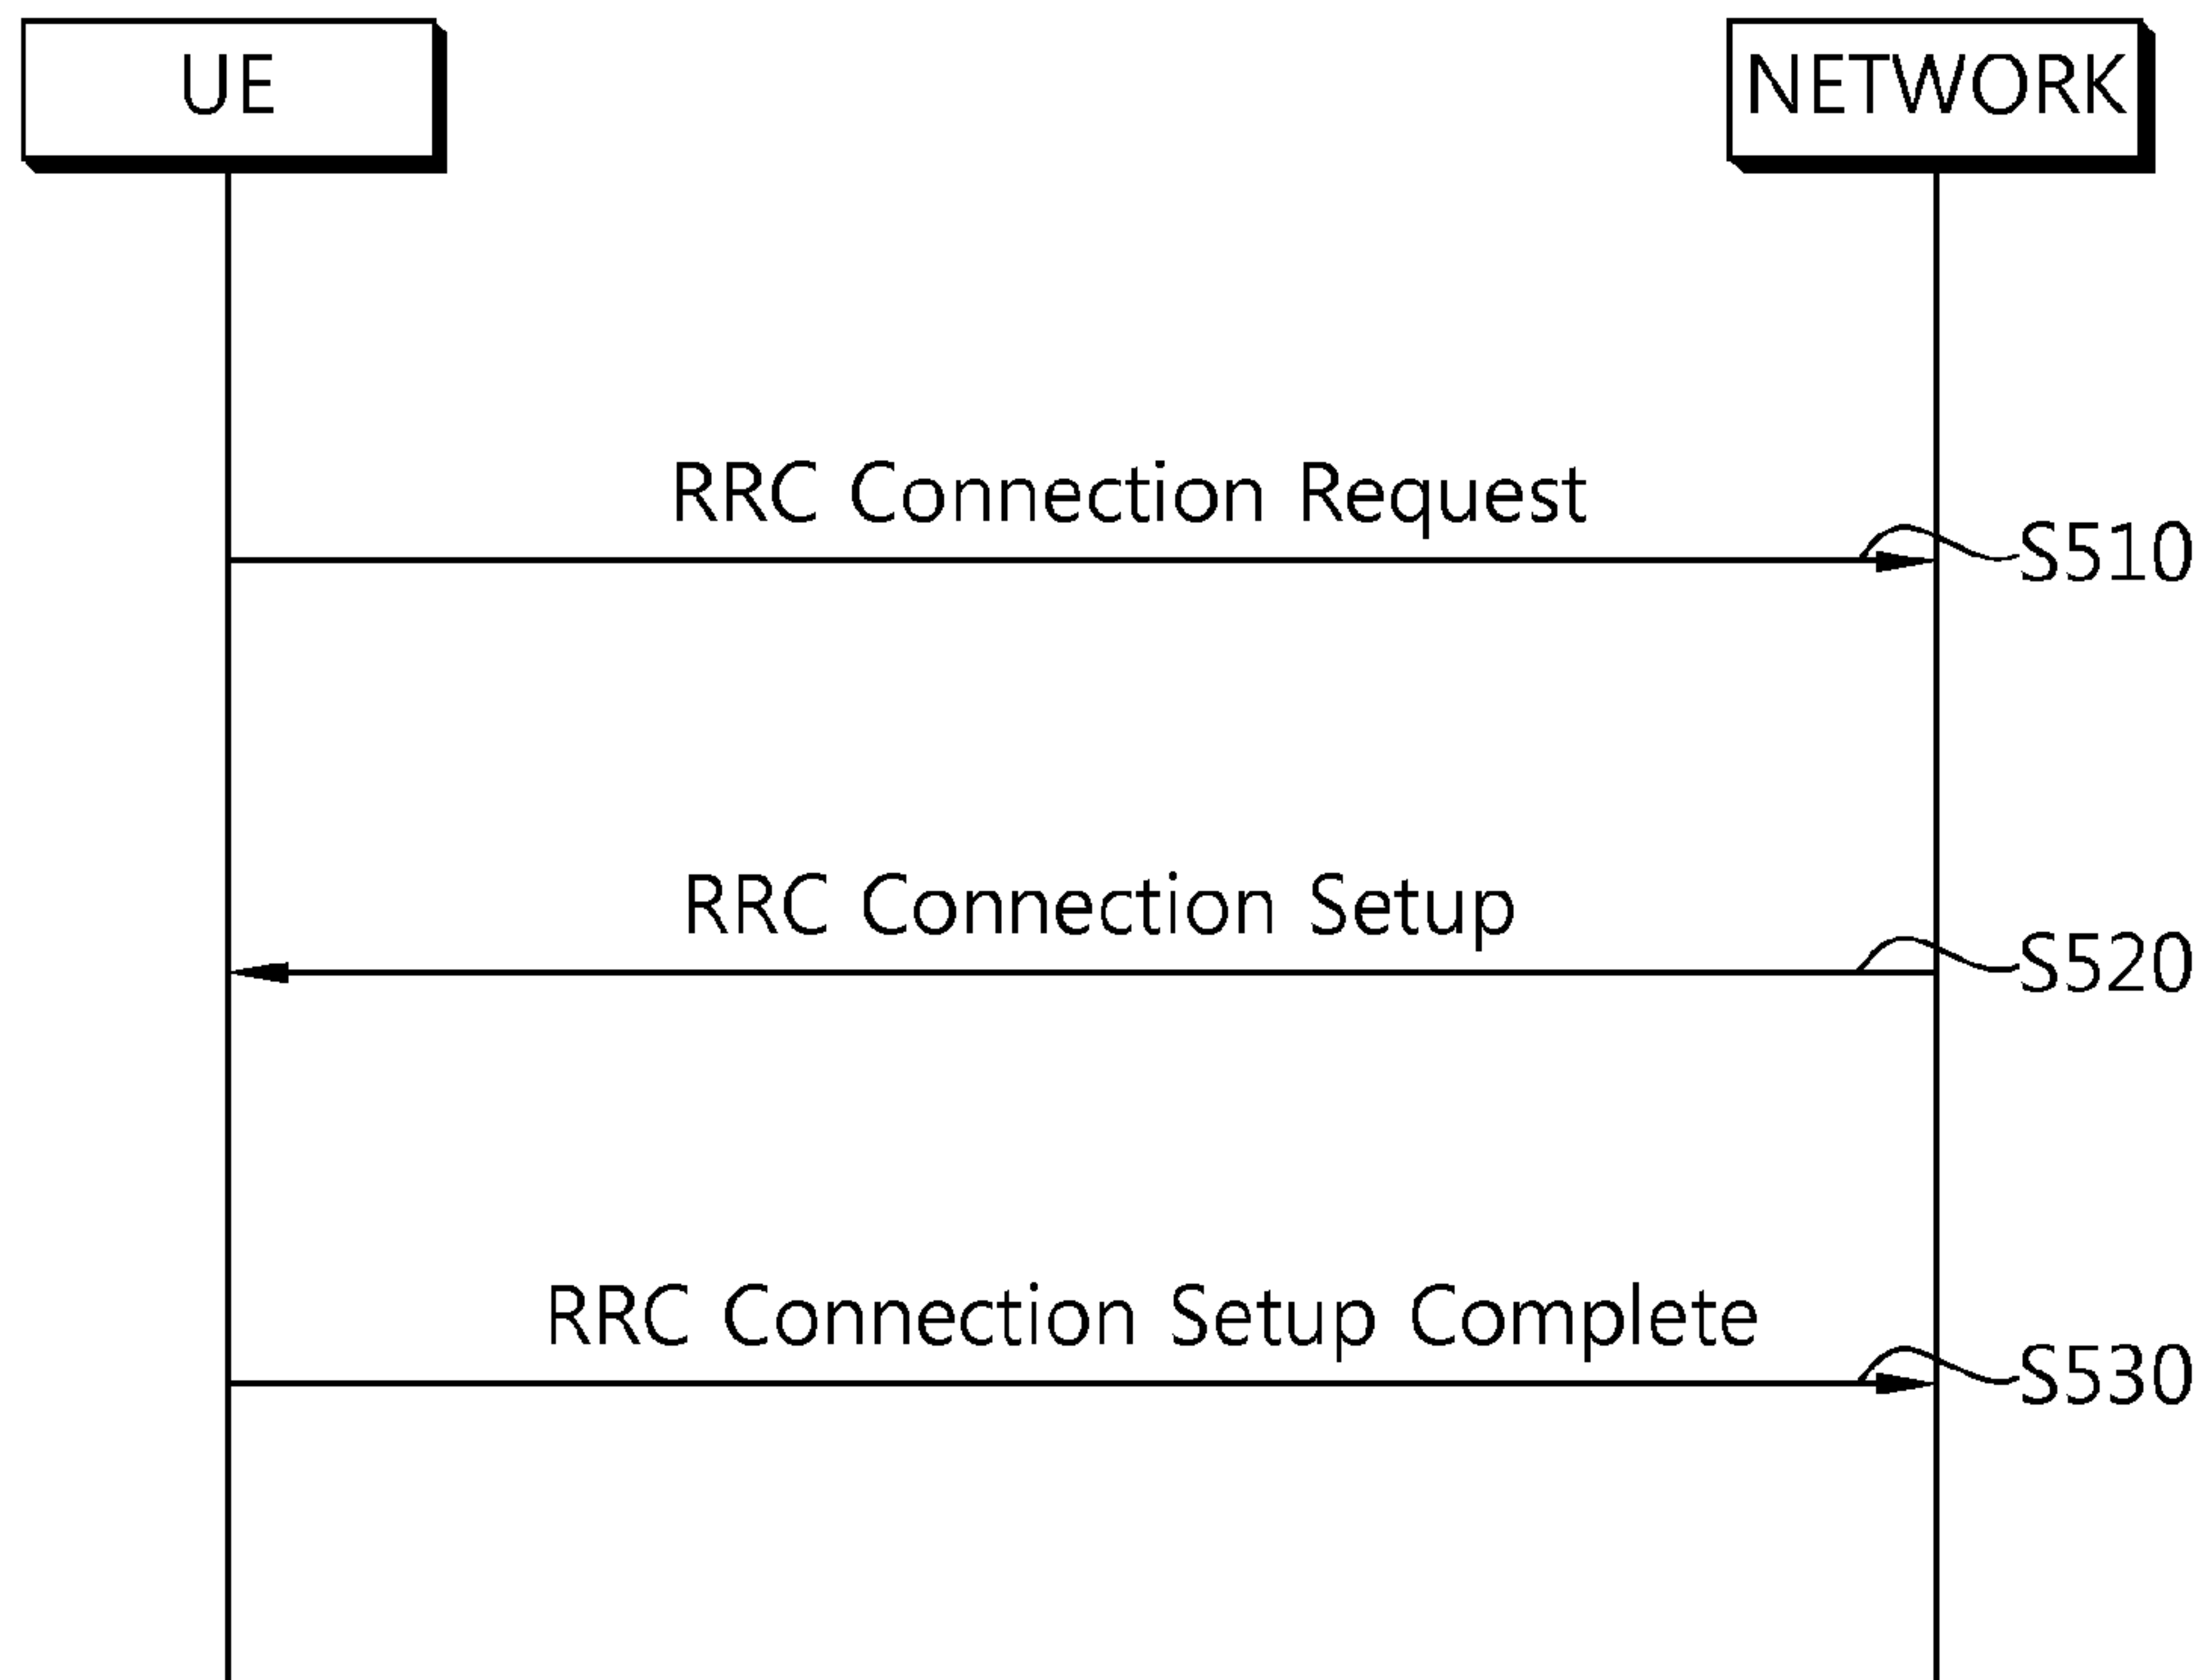 UE
NETWORK
RRC Connection Request
S510
RRC Connection Setup
S520
RRC Connection Setup Complete
S530